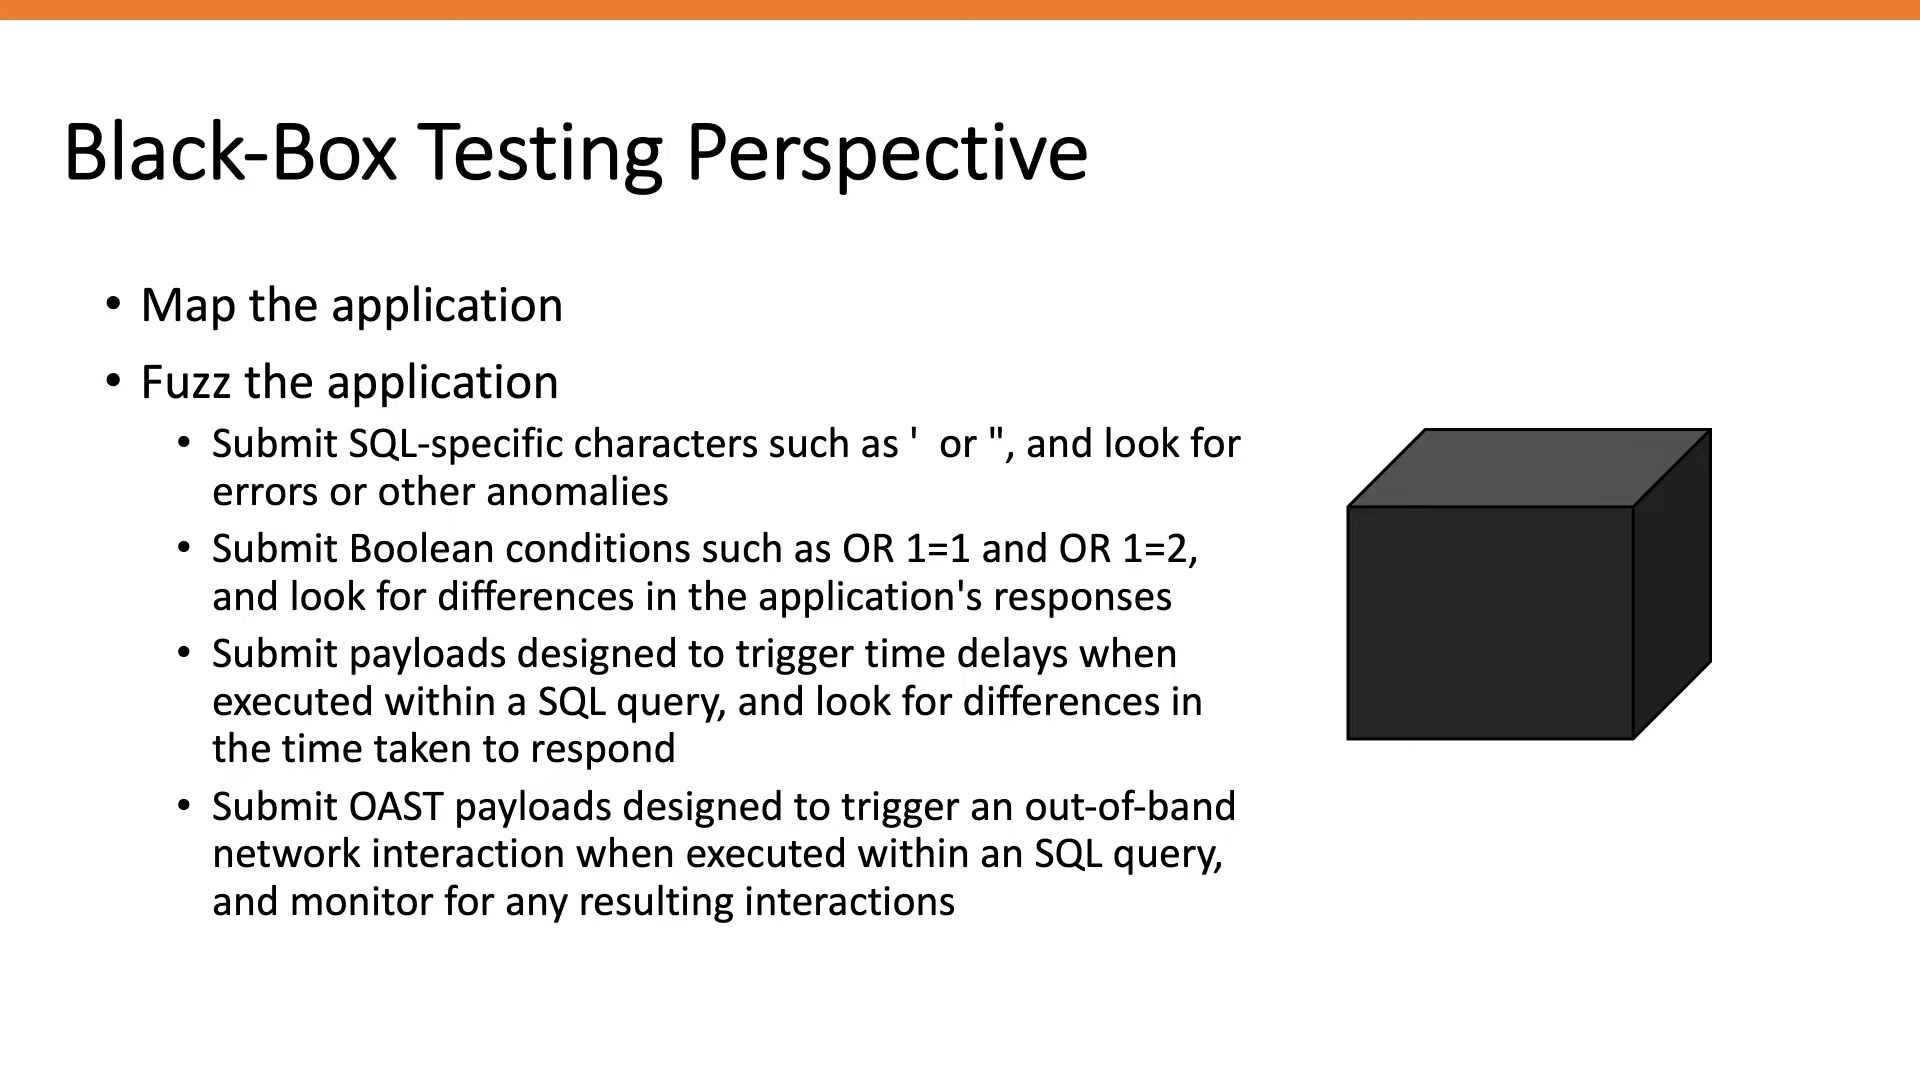 Black-Box Testing Perspective
• Map the application
• Fuzz the application
• Submit SQL-specific characters such as '  or ", and look for
errors or other anomalies
• Submit Boolean conditions such as OR 1=1 and OR 1=2,
and look for differences in the application's responses
• Submit payloads designed to trigger time delays when
executed within a SQL query, and look for differences in
the time taken to respond
• Submit OAST payloads designed to trigger an out-of-band
network interaction when executed within an SQL query,
and monitor for any resulting interactions